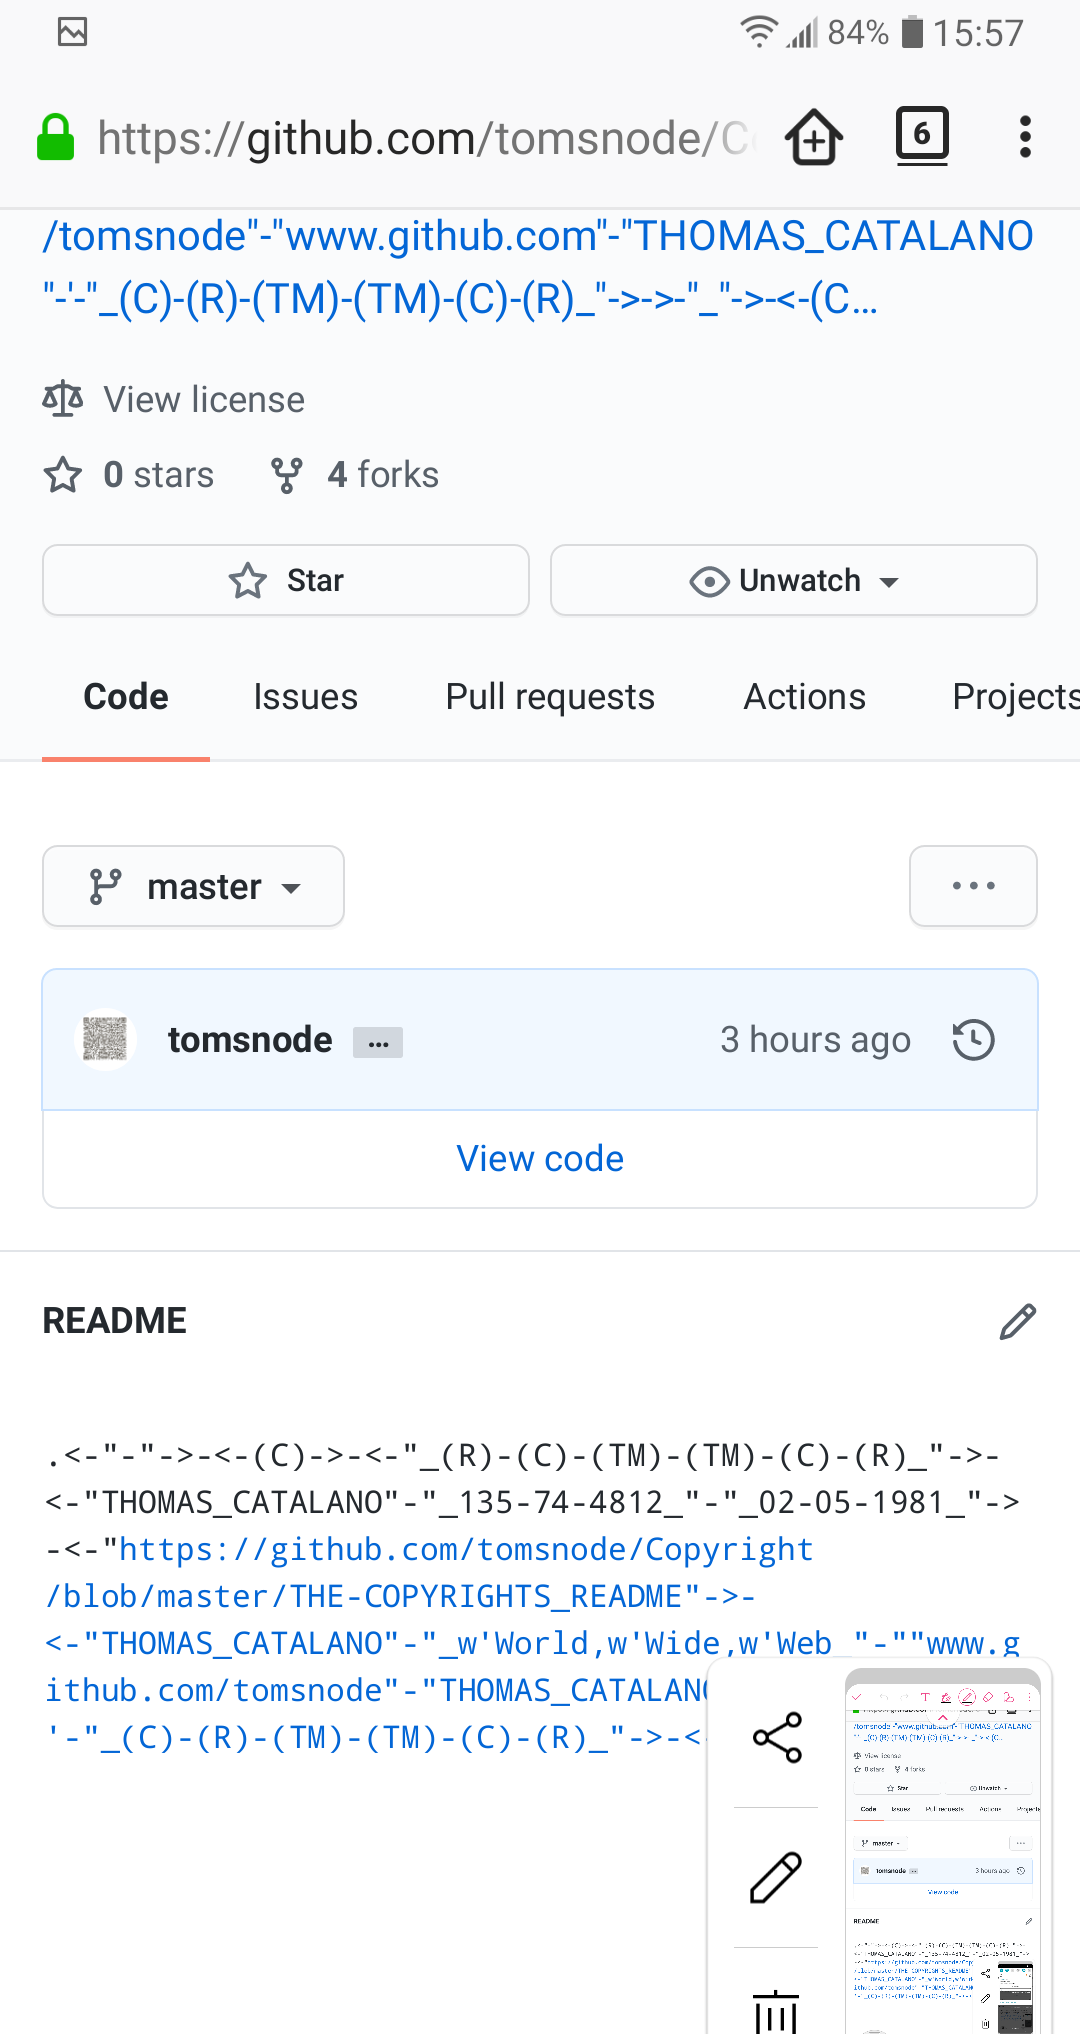 84% 15:57
https://github.com/tomsnode/C
6
/tomsnode"-"www.github.com"-"THOMAS_CATALANO
"-'-"_(C)-(R)-(TM)-(TM)-(C)-(R)_"->->-"_"->-<-(C…
View license
0 stars 4 forks
Star Unwatch
Code Issues Pull requests Actions Projects
master
tomsnode 3 hours ago
View code
README
.<-"-"->-<-(C)->-<-"_(R)-(C)-(TM)-(TM)-(C)-(R)_"->-
<-"THOMAS_CATALANO"-"_135-74-4812_"-"_02-05-1981_"->
-<-"https://github.com/tomsnode/Copyright
/blob/master/THE-COPYRIGHTS_README"->-
<-"THOMAS_CATALANO"-"_w'World,w'Wide,w'Web_"-""www.g
ithub.com/tomsnode"-"THOMAS_CATALAN
'-"_(C)-(R)-(TM)-(TM)-(C)-(R)_"->-<